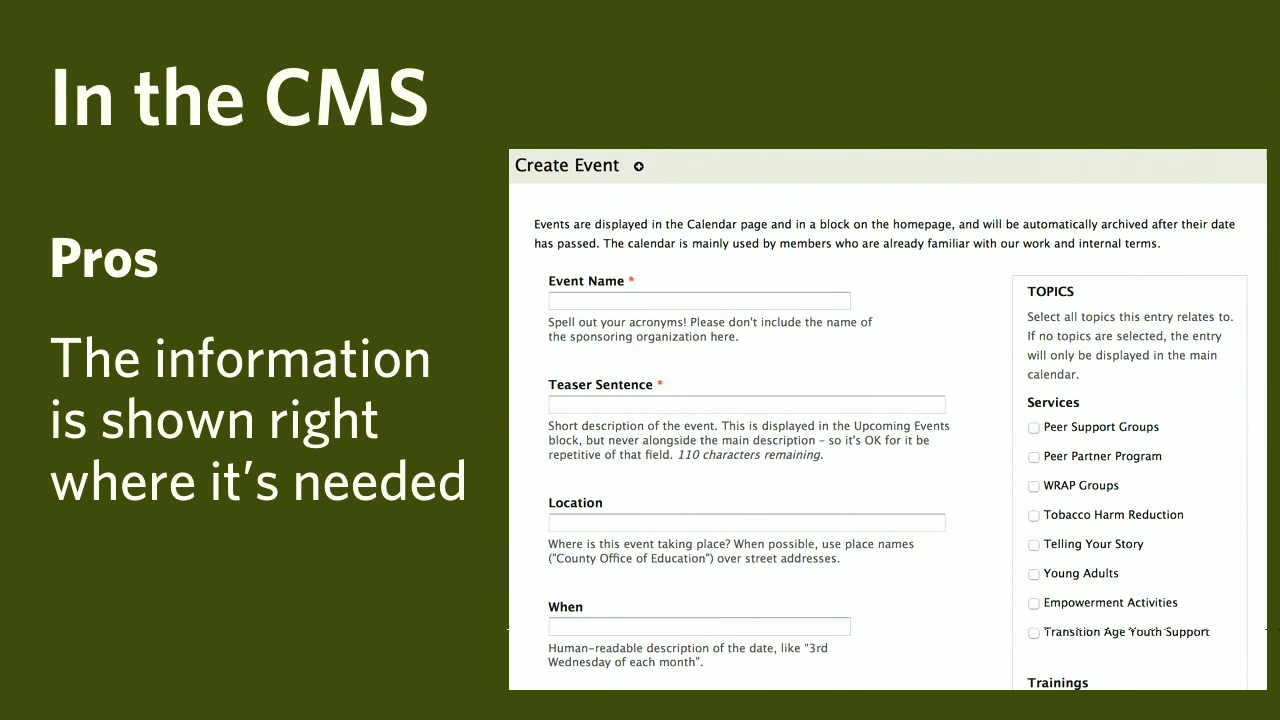 In the CMS
Pros
The information
is shown right
where it's needed
Create Event
Events are displayed in the Calendar page and in a block on the homepage, and will be automatically archived after their date
has passed. The calendar is mainly used by members who are already familiar with our work and internal terms.
Event Name *
Spell out your acronyms! Please don't include the name of
the sponsoring organization here.
Teaser Sentence *
Short description of the event. This is displayed in the Upcoming Events
block, but never alongside the main description – so it's OK for it be
repetitive of that field. 110 characters remaining.
Location
Where is this event taking place? When possible, use place names
("County Office of Education") over street addresses.
When
Human-readable description of the date, like “3rd
Wednesday of each month”.
TOPICS
Select all topics this entry relates to.
If no topics are selected, the entry
will only be displayed in the main
calendar.
Services
Peer Support Groups
Peer Partner Program
WRAP Groups
Tobacco Harm Reduction
Telling Your Story
Young Adults
Empowerment Activities
Transition Age Youth Support
Trainings